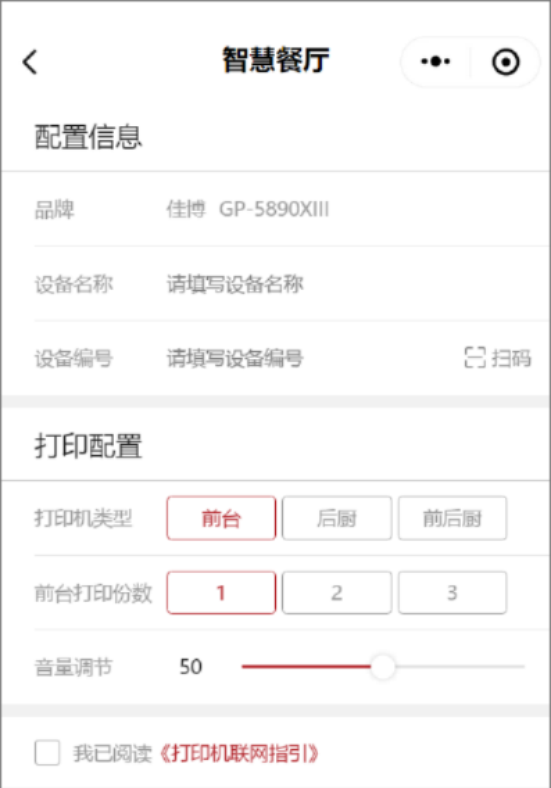 智慧餐厅
配置信息
品牌 佳博 GP-5890XIII
设备名称 请填写设备名称
设备编号 请填写设备编号 扫码
打印配置
打印机类型 前台 后厨 前后厨
前台打印份数 1 2 3
音量调节 50
我已阅读《打印机联网指引》